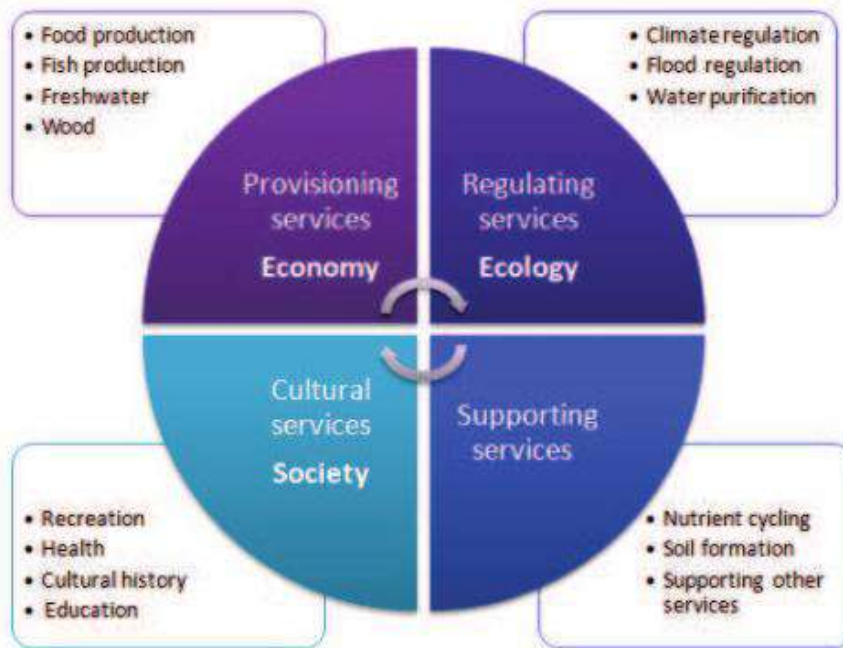 • Food production
• Fish production
• Freshwater
• Wood
• Climate regulation
• Flood regulation
• Water purification
Provisioning
services
Economy
Regulating
services
Ecology
Cultural
services
Society
Supporting
services
• Recreation
• Health
• Cultural history
• Education
• Nutrient cycling
• Soil formation
• Supporting other
services